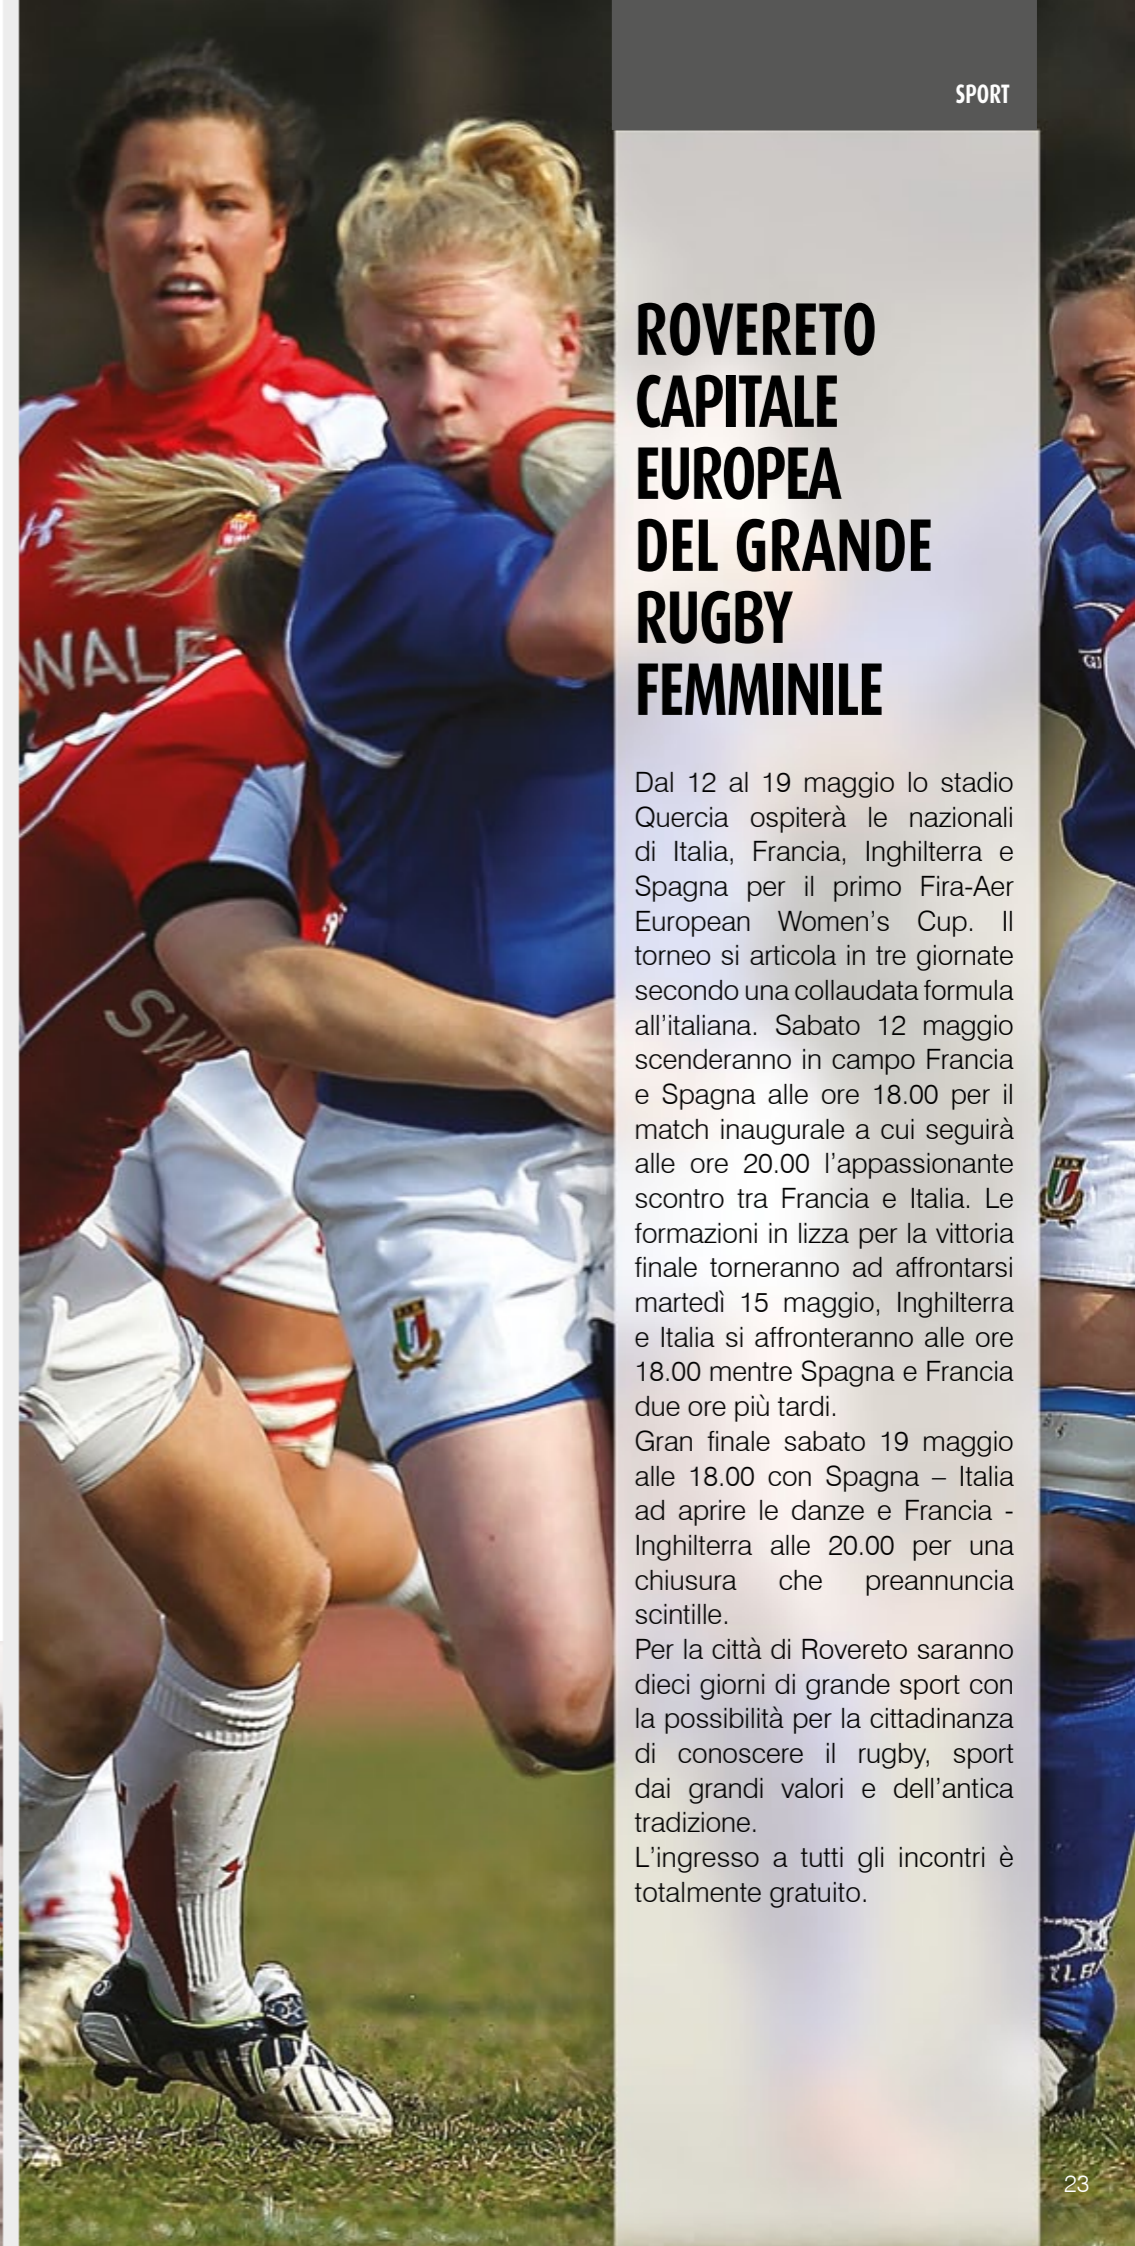 SPORT
ROVERETO
CAPITALE
EUROPEA
DEL GRANDE
RUGBY
FEMMINILE
Dal 12 al 19 maggio lo stadio
Quercia ospiterà le nazionali
di Italia, Francia, Inghilterra e
Spagna per il primo Fira-Aer
European Women's Cup. Il
torneo si articola in tre giornate
secondo una collaudata formula
all'italiana. Sabato 12 maggio
scenderanno in campo Francia
e Spagna alle ore 18.00 per il
match inaugurale a cui seguirà
alle ore 20.00 l'appassionante
scontro tra Francia e Italia. Le
formazioni in lizza per la vittoria
finale torneranno ad affrontarsi
martedì 15 maggio, Inghilterra
e Italia si affronteranno alle ore
18.00 mentre Spagna e Francia
due ore più tardi.
Gran finale sabato 19 maggio
alle 18.00 con Spagna – Italia
ad aprire le danze e Francia -
Inghilterra alle 20.00 per una
chiusura che preannuncia
scintille.
Per la città di Rovereto saranno
dieci giorni di grande sport con
la possibilità per la cittadinanza
di conoscere il rugby, sport
dai grandi valori e dell'antica
tradizione.
L'ingresso a tutti gli incontri è
totalmente gratuito.
WALE
SW
23